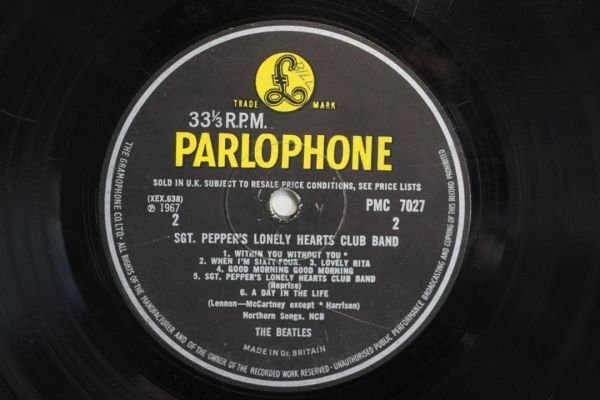 BILL
£
TRADE MARK
33⅓ R.P.M.
PARLOPHONE
SOLD IN U.K. SUBJECT TO RESALE PRICE CONDITIONS, SEE PRICE LISTS
(XEX.638)
℗ 1967
2
PMC 7027
2
SGT. PEPPER'S LONELY HEARTS CLUB BAND
1. WITHIN YOU WITHOUT YOU *
2. WHEN I'M SIXTY-FOUR. 3. LOVELY RITA
4. GOOD MORNING GOOD MORNING
5. SGT. PEPPER'S LONELY HEARTS CLUB BAND
(Reprise)
6. A DAY IN THE LIFE
(Lennon—McCartney except * Harrison)
Northern Songs. NCB
THE BEATLES
MADE IN Gt. BRITAIN
THE GRAMOPHONE CO. LTD.- ALL RIGHTS OF THE MANUFACTURER AND OF THE OWNER OF THE RECORDED WORK RESERVED - UNAUTHORISED PUBLIC PERFORMANCE BROADCASTING AND COPYING OF THIS RECORD PROHIBITED